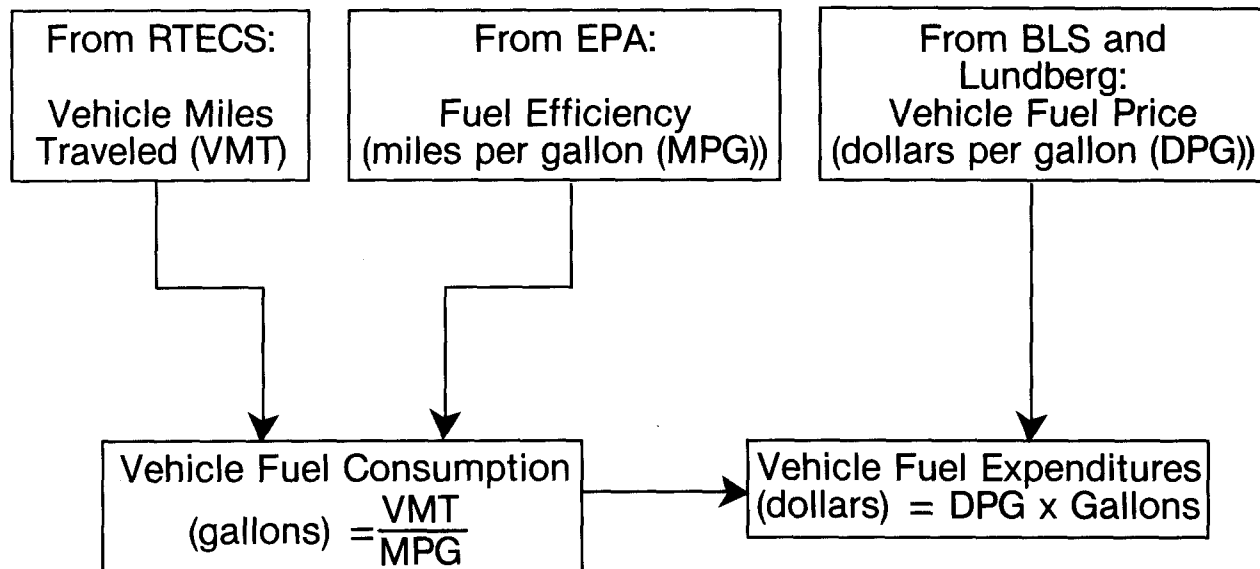 From RTECS:
Vehicle Miles
Traveled (VMT)
From EPA:
Fuel Efficiency
(miles per gallon (MPG))
From BLS and
Lundberg:
Vehicle Fuel Price
(dollars per gallon (DPG))
Vehicle Fuel Consumption
(gallons) = VMT
MPG
Vehicle Fuel Expenditures
(dollars) = DPG x Gallons